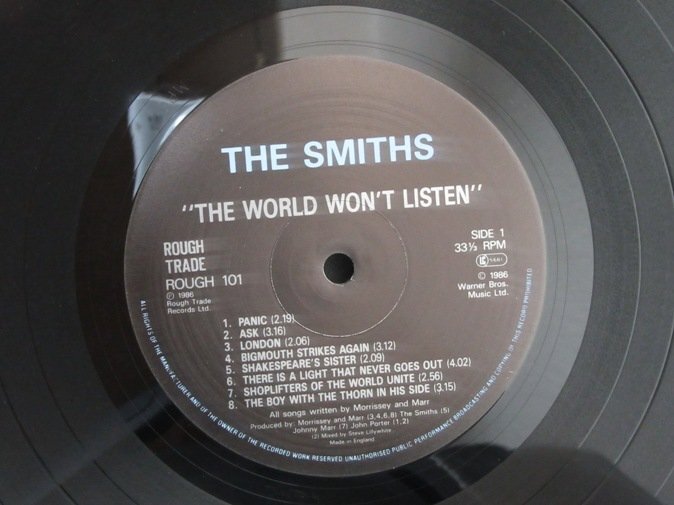 THE SMITHS
"THE WORLD WON'T LISTEN"
ROUGH
TRADE
ROUGH 101
℗ 1986
Rough Trade
Records Ltd.
SIDE 1
33⅓ RPM
© 1986
Warner Bros.
Music Ltd.
1. PANIC (2.19)
2. ASK (3.16)
3. LONDON (2.06)
4. BIGMOUTH STRIKES AGAIN (3.12)
5. SHAKESPEARE'S SISTER (2.09)
6. THERE IS A LIGHT THAT NEVER GOES OUT (4.02)
7. SHOPLIFTERS OF THE WORLD UNITE (2.56)
8. THE BOY WITH THE THORN IN HIS SIDE (3.15)
All songs written by Morrissey and Marr
Produced by: Morrissey and Marr (3,4,6,8) The Smiths (5)
Johnny Marr (7) John Porter (1,2)
(2) Mixed by Steve Lillywhite
Made in England
ALL RIGHTS OF THE MANUFACTURER AND OF THE OWNER OF THE RECORDED WORK RESERVED UNAUTHORISED PUBLIC PERFORMANCE BROADCASTING AND COPYING OF THIS RECORD PROHIBITED